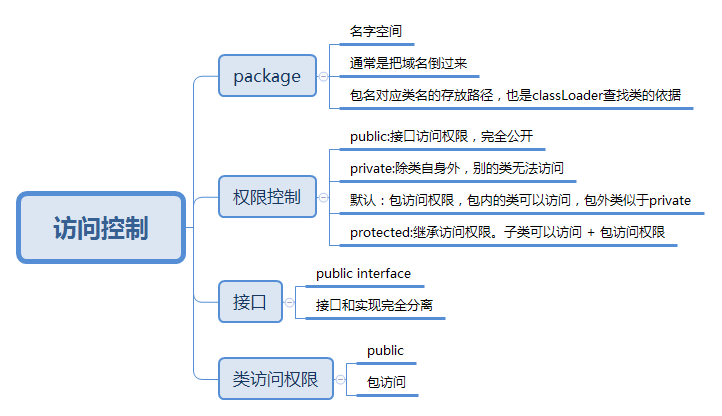 访问控制
package
名字空间
通常是把域名倒过来
包名对应类名的存放路径，也是classLoader查找类的依据
权限控制
public:接口访问权限，完全公开
private:除类自身外，别的类无法访问
默认：包访问权限，包内的类可以访问，包外类似于private
protected:继承访问权限。子类可以访问 + 包访问权限
接口
public interface
接口和实现完全分离
类访问权限
public
包访问